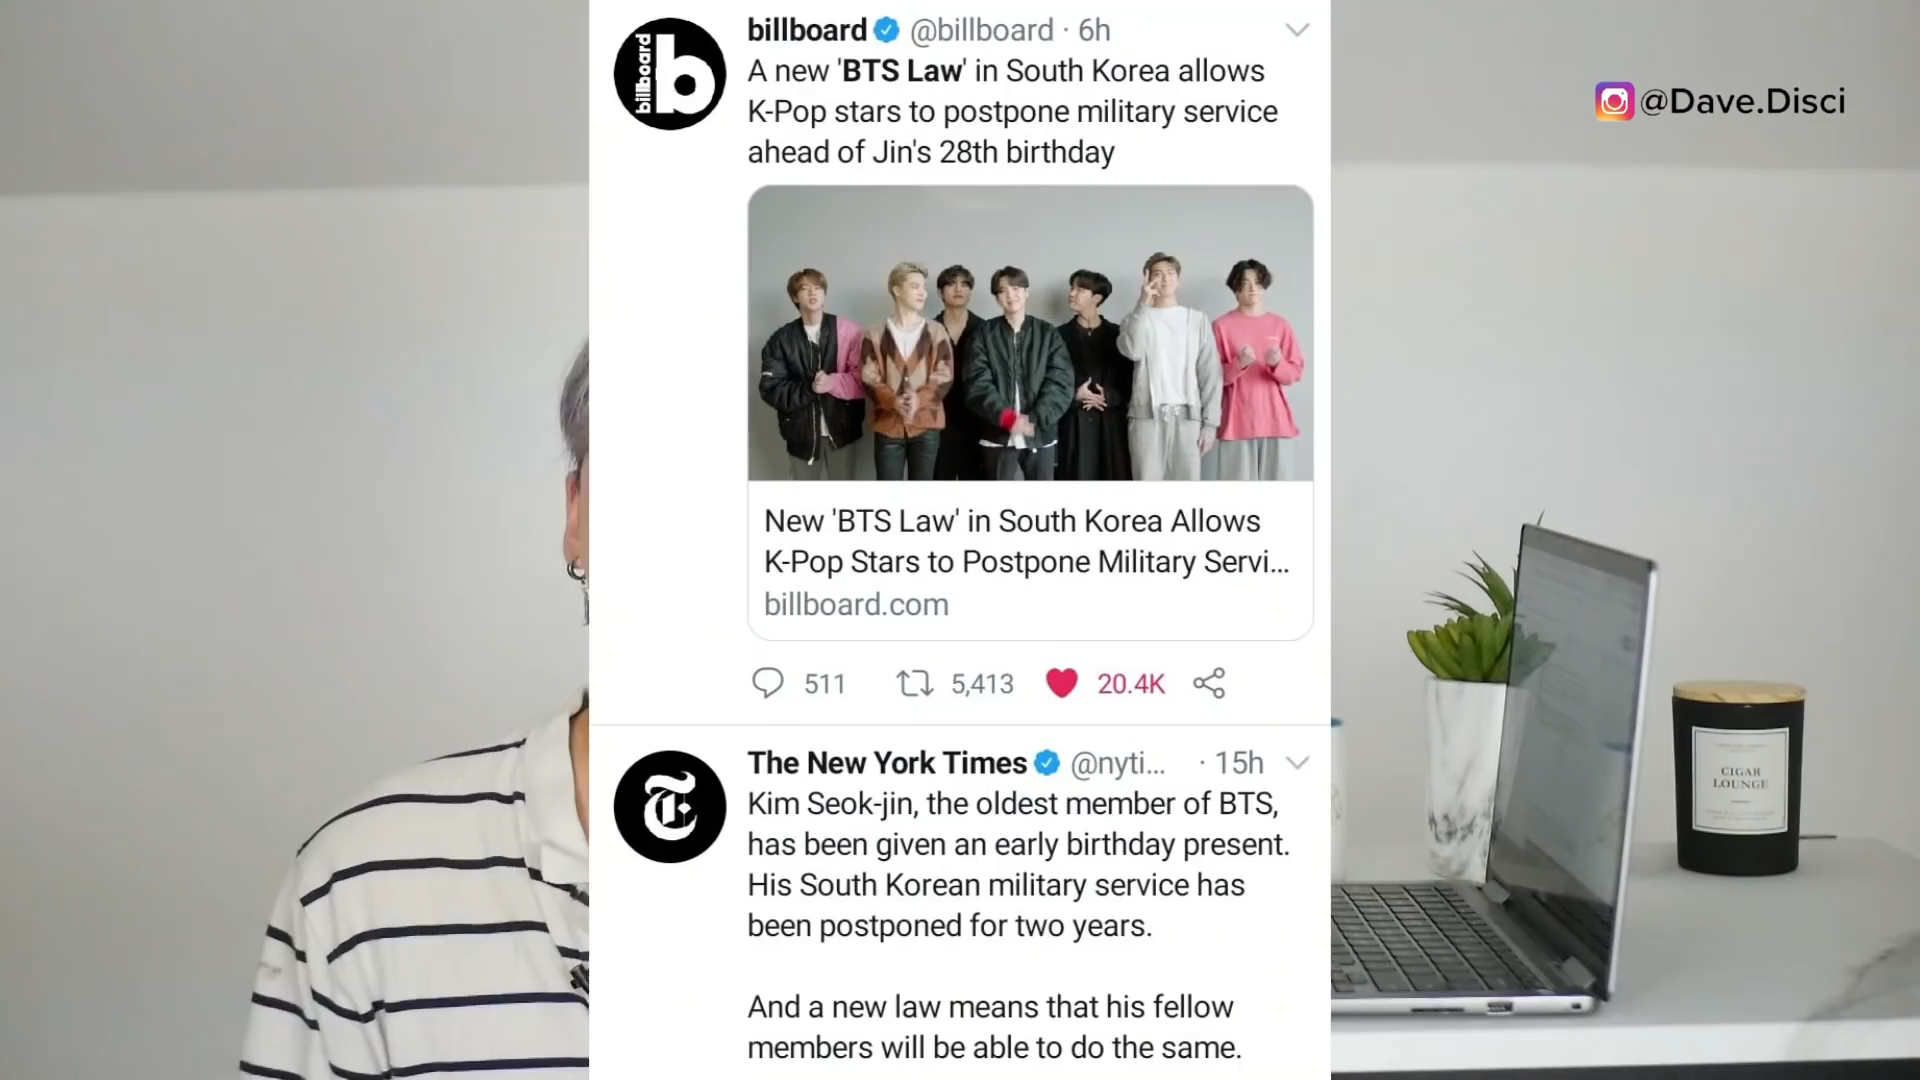 billboard @billboard · 6h
A new 'BTS Law' in South Korea allows
K-Pop stars to postpone military service
ahead of Jin's 28th birthday
billboard
b
@Dave.Disci
New 'BTS Law' in South Korea Allows
K-Pop Stars to Postpone Military Servi...
billboard.com
511 5,413 20.4K
The New York Times @nyti... · 15h
Kim Seok-jin, the oldest member of BTS,
has been given an early birthday present.
His South Korean military service has
been postponed for two years.
And a new law means that his fellow
members will be able to do the same.
T
CIGAR
LOUNGE